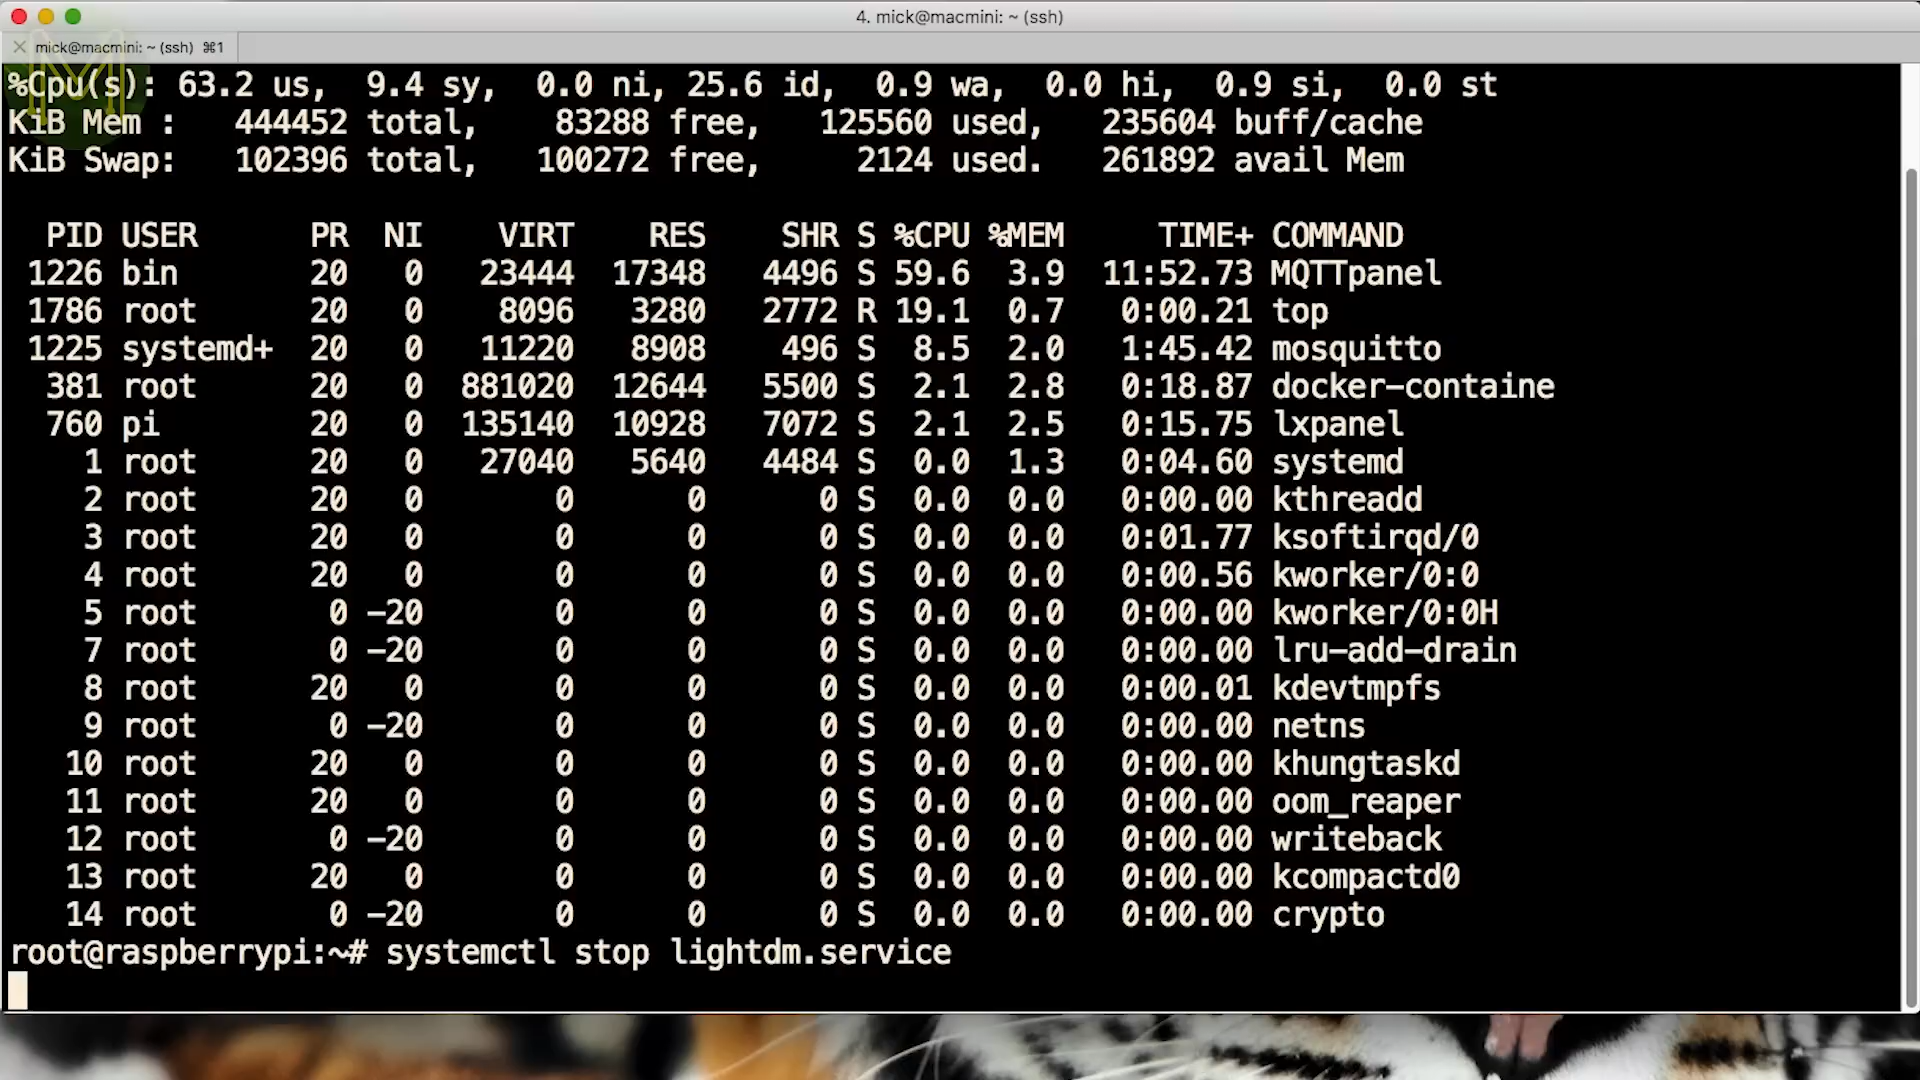 4. mick@macmini: ~ (ssh)
mick@macmini: ~ (ssh) ⌘1
%Cpu(s): 63.2 us, 9.4 sy, 0.0 ni, 25.6 id, 0.9 wa, 0.0 hi, 0.9 si, 0.0 st
KiB Mem : 444452 total, 83288 free, 125560 used, 235604 buff/cache
KiB Swap: 102396 total, 100272 free, 2124 used. 261892 avail Mem
PID USER PR NI VIRT RES SHR S %CPU %MEM TIME+ COMMAND
1226 bin 20 0 23444 17348 4496 S 59.6 3.9 11:52.73 MQTTpanel
1786 root 20 0 8096 3280 2772 R 19.1 0.7 0:00.21 top
1225 systemd+ 20 0 11220 8908 496 S 8.5 2.0 1:45.42 mosquitto
381 root 20 0 881020 12644 5500 S 2.1 2.8 0:18.87 docker-containe
760 pi 20 0 135140 10928 7072 S 2.1 2.5 0:15.75 lxpanel
1 root 20 0 27040 5640 4484 S 0.0 1.3 0:04.60 systemd
2 root 20 0 0 0 0 S 0.0 0.0 0:00.00 kthreadd
3 root 20 0 0 0 0 S 0.0 0.0 0:01.77 ksoftirqd/0
4 root 20 0 0 0 0 S 0.0 0.0 0:00.56 kworker/0:0
5 root 0 -20 0 0 0 S 0.0 0.0 0:00.00 kworker/0:0H
7 root 0 -20 0 0 0 S 0.0 0.0 0:00.00 lru-add-drain
8 root 20 0 0 0 0 S 0.0 0.0 0:00.01 kdevtmpfs
9 root 0 -20 0 0 0 S 0.0 0.0 0:00.00 netns
10 root 20 0 0 0 0 S 0.0 0.0 0:00.00 khungtaskd
11 root 20 0 0 0 0 S 0.0 0.0 0:00.00 oom_reaper
12 root 0 -20 0 0 0 S 0.0 0.0 0:00.00 writeback
13 root 20 0 0 0 0 S 0.0 0.0 0:00.00 kcompactd0
14 root 0 -20 0 0 0 S 0.0 0.0 0:00.00 crypto
root@raspberrypi:~# systemctl stop lightdm.service